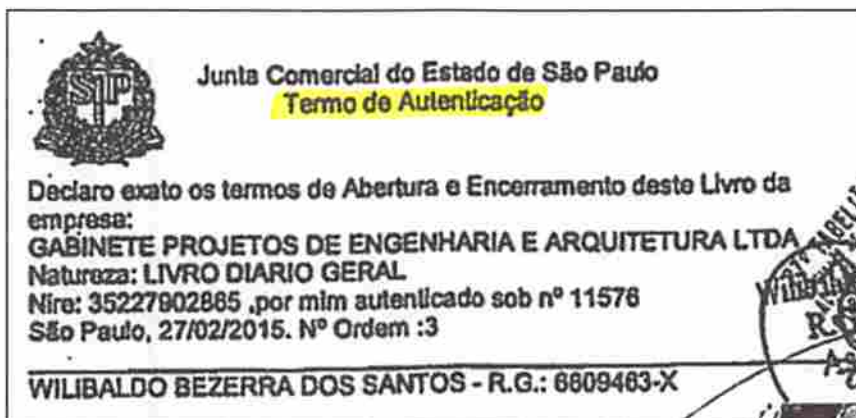 SP
Junta Comercial do Estado de São Paulo
Termo de Autenticação
Declaro exato os termos de Abertura e Encerramento deste Livro da
empresa:
GABINETE PROJETOS DE ENGENHARIA E ARQUITETURA LTDA
Natureza: LIVRO DIARIO GERAL
Nire: 35227902865 ,por mim autenticado sob nº 11576
São Paulo, 27/02/2015. Nº Ordem :3
WILIBALDO BEZERRA DOS SANTOS - R.G.: 6609463-X